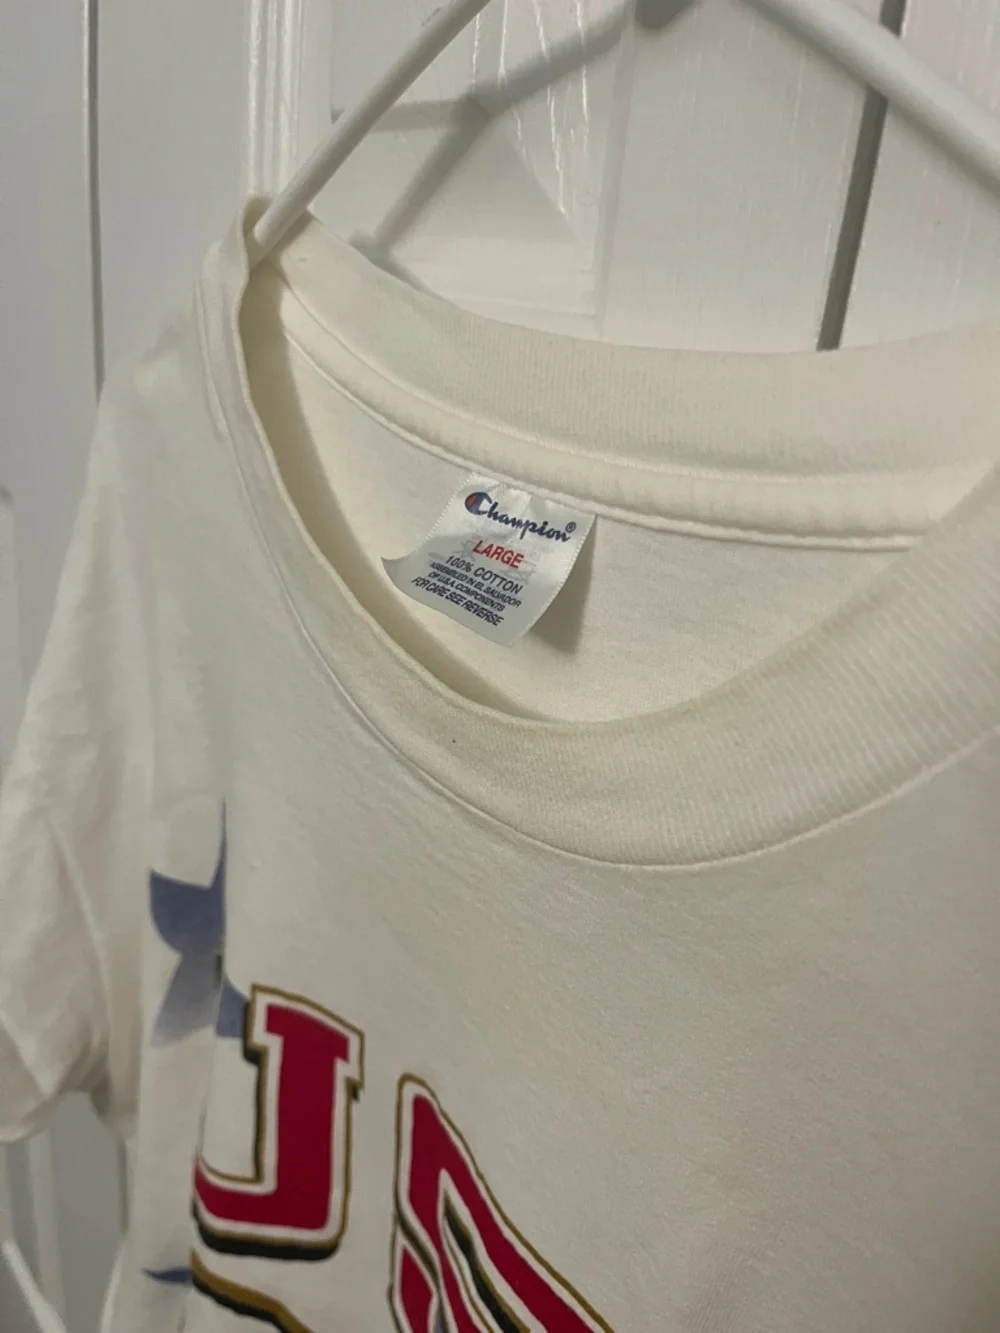 Champion®
LARGE
100% COTTON
ASSEMBLED IN EL SALVADOR
OF U.S.A. COMPONENTS
FOR CARE SEE REVERSE